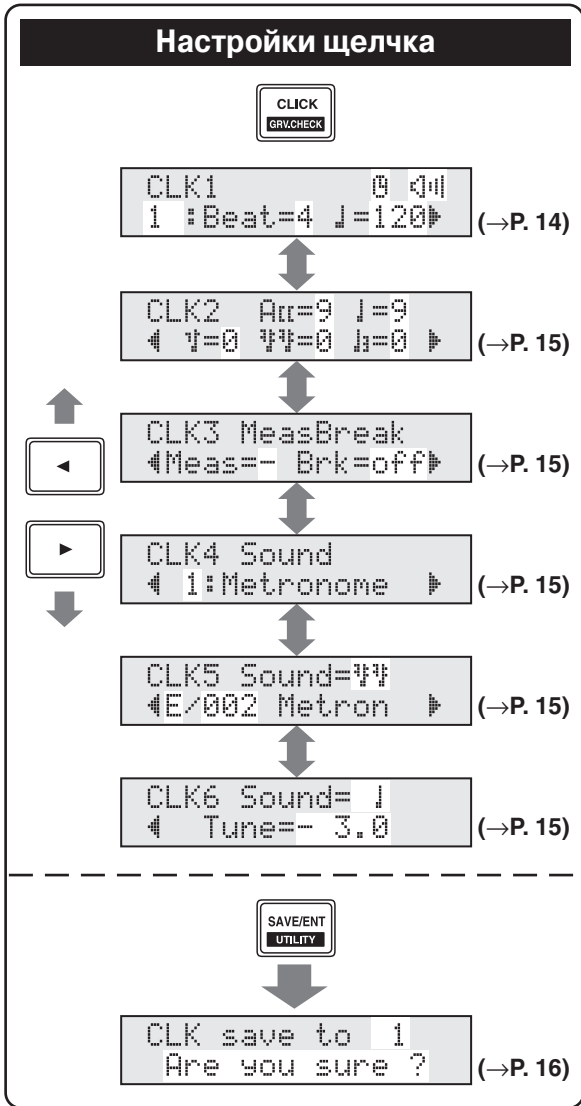 Настройки щелчка
CLICK
GRV.CHECK
CLK1
1 :Beat=4 ♩=120
(→P. 14)
CLK2 Acc=9 ♩=9
=0 =0 =0
(→P. 15)
CLK3 MeasBreak
Meas=- Brk=off
(→P. 15)
CLK4 Sound
1:Metronome
(→P. 15)
CLK5 Sound=
E/002 Metron
(→P. 15)
CLK6 Sound= ♩
Tune=- 3.0
(→P. 15)
SAVE/ENT
UTILITY
CLK save to 1
Are you sure ?
(→P. 16)